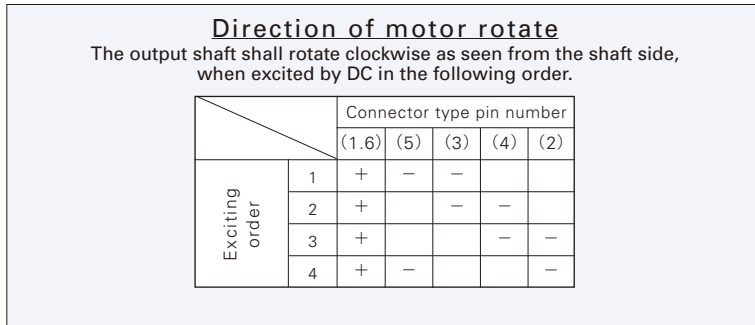 Direction of motor rotate
The output shaft shall rotate clockwise as seen from the shaft side,
when excited by DC in the following order.
Connector type pin number
(1.6) (5) (3) (4) (2)
Exciting
order
1 + − −
2 + − −
3 + − −
4 + − −